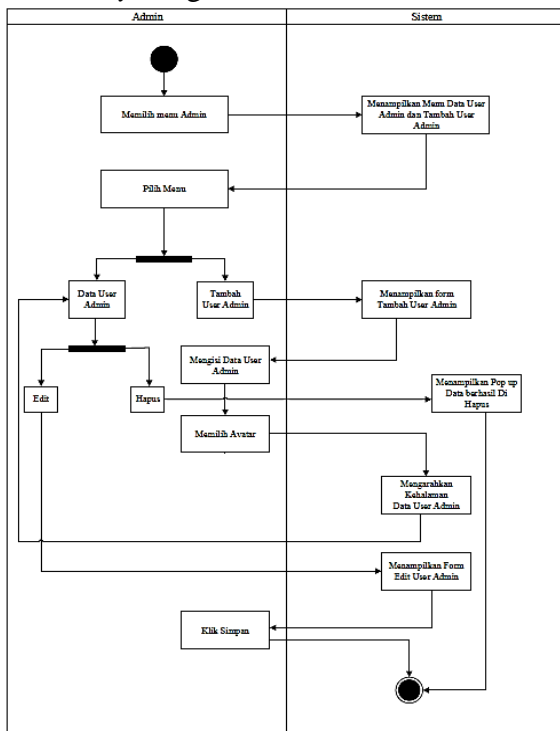 Admin
Sistem
Memilih menu Admin
Menampilkan Menu Data User
Admin dan Tambah User
Admin
Pilih Menu
Data User
Admin
Tambah
User Admin
Menampilkan form
Tambah User Admin
Mengisi Data User
Admin
Menampilkan Pop up
Data berhasil Di
Hapus
Edit
Hapus
Memilih Avatar
Mengarahkan
Kehalaman
Data User Admin
Menampilkan Form
Edit User Admin
Klik Simpan